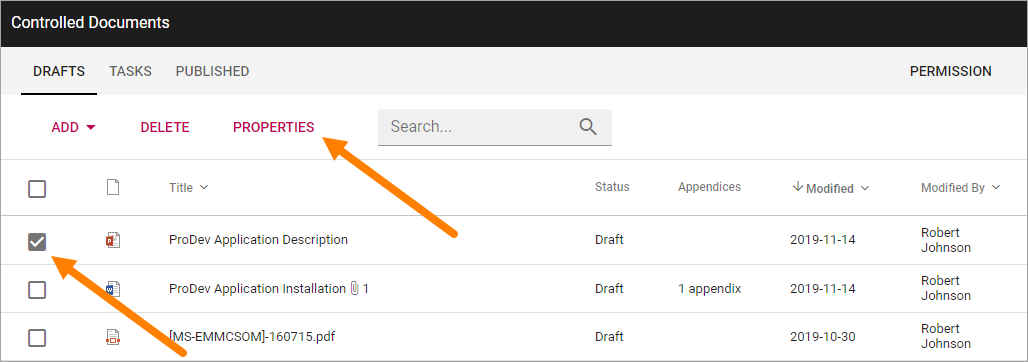 Controlled Documents
DRAFTS TASKS PUBLISHED PERMISSION
ADD DELETE PROPERTIES Search...
Title Status Appendices Modified Modified By
ProDev Application Description Draft 2019-11-14 Robert
Johnson
ProDev Application Installation 1 Draft 1 appendix 2019-11-14 Robert
Johnson
[MS-EMMCSOM]-160715.pdf Draft 2019-10-30 Robert
Johnson